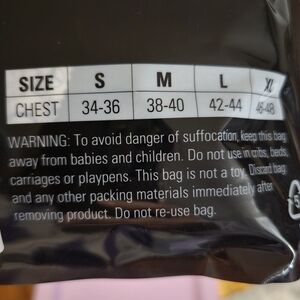 SIZE S M L XL
CHEST 34-36 38-40 42-44 46-48
WARNING: To avoid danger of suffocation, keep this bag
away from babies and children. Do not use in cribs, beds,
carriages or playpens. This bag is not a toy. Discard bag
and any other packing materials immediately after
removing product. Do not re-use bag.